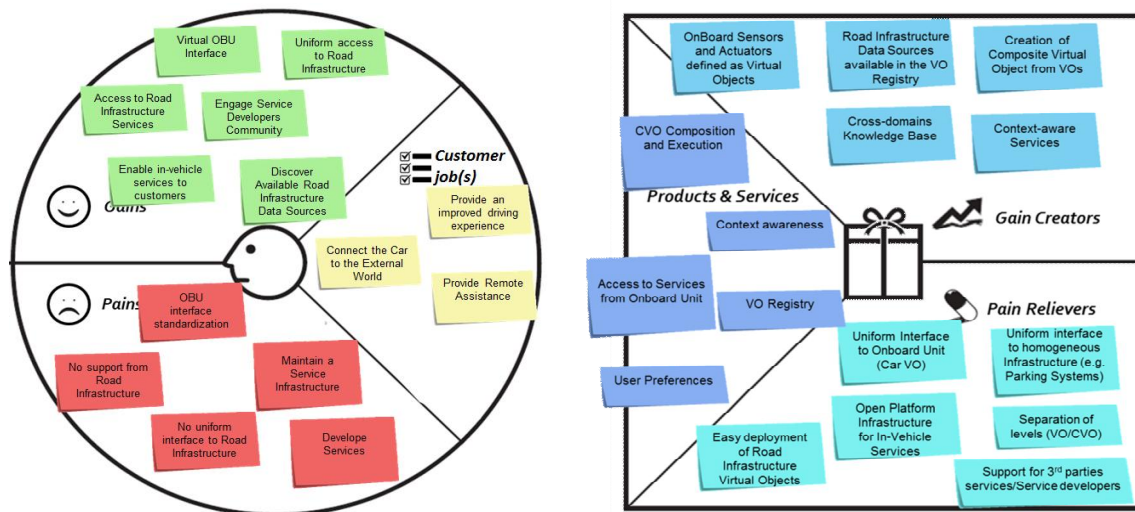 Virtual OBU
Interface
Uniform access
to Road
Infrastructure
Access to Road
Infrastructure
Services
Engage Service
Developers
Community
Enable in-vehicle
services to
customers
Discover
Available Road
Infrastructure
Data Sources
Gains
Customer
job(s)
Provide an
improved driving
experience
Connect the Car
to the External
World
Provide Remote
Assistance
Pains
OBU
interface
standardization
No support from
Road
Infrastructure
Maintain a
Service
Infrastructure
No uniform
interface to Road
Infrastructure
Develope
Services
OnBoard Sensors
and Actuators
defined as Virtual
Objects
Road Infrastructure
Data Sources
available in the VO
Registry
Creation of
Composite Virtual
Object from VOs
CVO Composition
and Execution
Cross-domains
Knowledge Base
Context-aware
Services
Products & Services
Context awareness
Gain Creators
Access to Services
from Onboard Unit
VO Registry
User Preferences
Pain Relievers
Uniform Interface
to Onboard Unit
(Car VO)
Uniform interface
to homogeneous
Infrastructure (e.g.
Parking Systems)
Easy deployment
of Road
Infrastructure
Virtual Objects
Open Platform
Infrastructure
for In-Vehicle
Services
Separation of
levels (VO/CVO)
Support for 3rd parties
services/Service developers